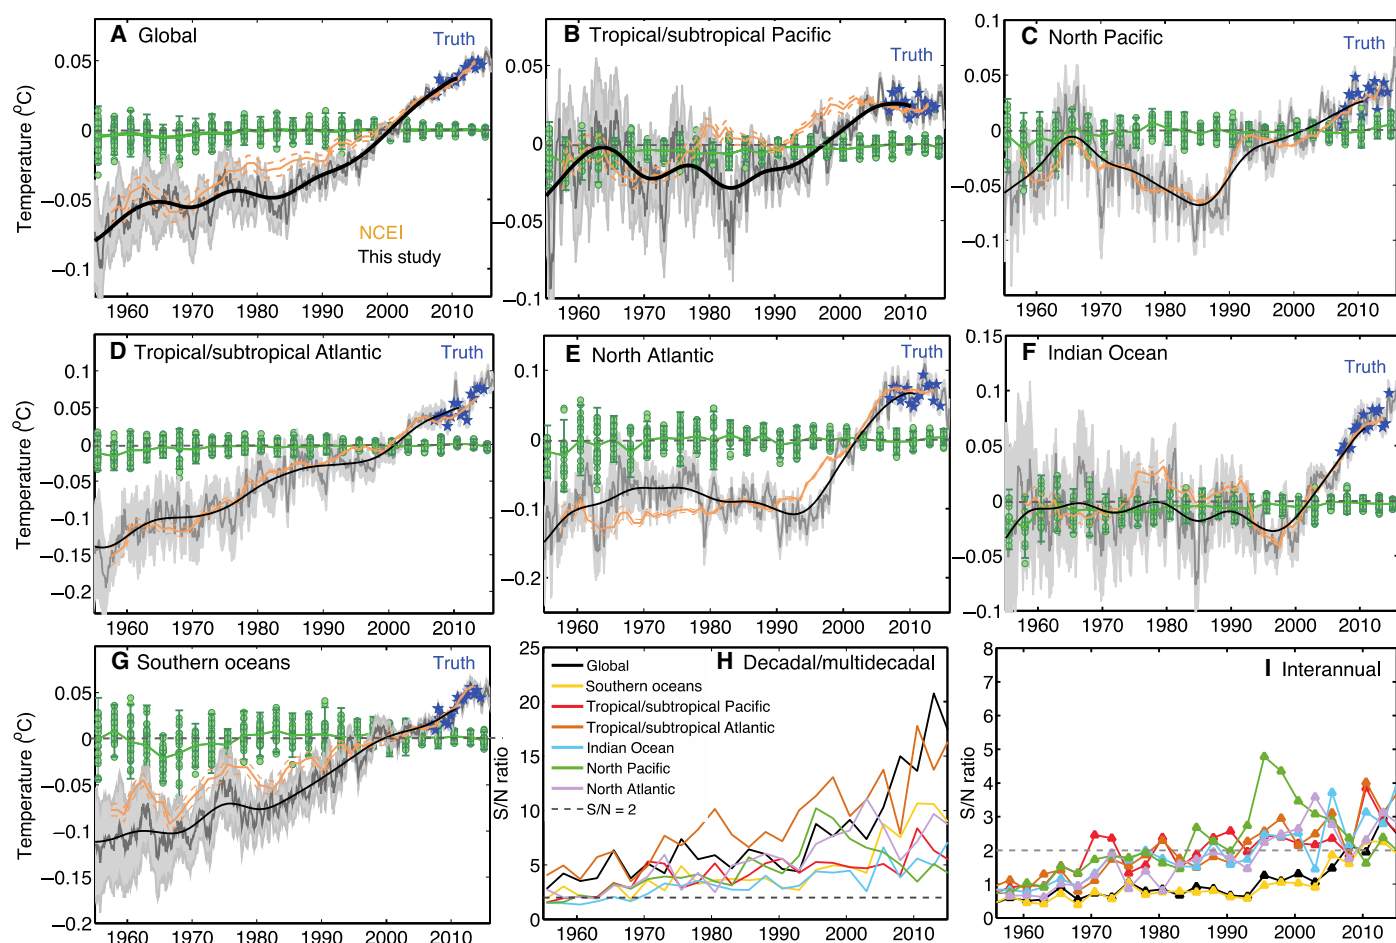 A Global
Truth
0.05
0
−0.05
−0.1
Temperature (⁰C)
NCEI
This study
1960 1970 1980 1990 2000 2010
B Tropical/subtropical Pacific
Truth
0.05
0
−0.05
−0.1
1960 1970 1980 1990 2000 2010
C North Pacific
Truth
0.1
0.05
0
−0.05
−0.1
1960 1970 1980 1990 2000 2010
D Tropical/subtropical Atlantic
Truth
0.1
0.05
0
−0.05
−0.1
−0.15
−0.2
Temperature (⁰C)
1960 1970 1980 1990 2000 2010
E North Atlantic
Truth
0.1
0
−0.1
−0.2
1960 1970 1980 1990 2000 2010
F Indian Ocean
Truth
0.15
0.1
0.05
0
−0.05
−0.1
1960 1970 1980 1990 2000 2010
G Southern oceans
Truth
0.05
0
−0.05
−0.1
−0.15
−0.2
Temperature (⁰C)
1960 1970 1980 1990 2000 2010
H Decadal/multidecadal
25
20
15
10
5
0
S/N ratio
Global
Southern oceans
Tropical/subtropical Pacific
Tropical/subtropical Atlantic
Indian Ocean
North Pacific
North Atlantic
S/N = 2
1960 1970 1980 1990 2000 2010
I Interannual
8
7
6
5
4
3
2
1
0
S/N ratio
1960 1970 1980 1990 2000 2010